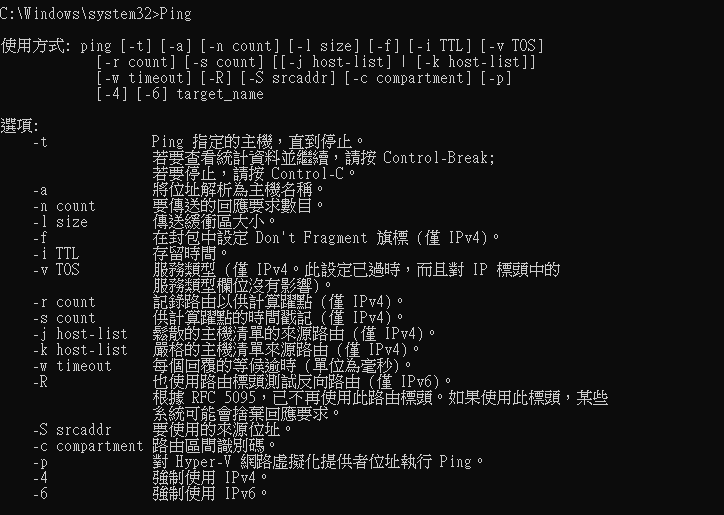 C:\Windows\system32>Ping
使用方式: ping [-t] [-a] [-n count] [-l size] [-f] [-i TTL] [-v TOS]
[-r count] [-s count] [[-j host-list] | [-k host-list]]
[-w timeout] [-R] [-S srcaddr] [-c compartment] [-p]
[-4] [-6] target_name
選項:
-t Ping 指定的主機，直到停止。
若要查看統計資料並繼續，請按 Control-Break;
若要停止，請按 Control-C。
-a 將位址解析為主機名稱。
-n count 要傳送的回應要求數目。
-l size 傳送緩衝區大小。
-f 在封包中設定 Don't Fragment 旗標 (僅 IPv4)。
-i TTL 存留時間。
-v TOS 服務類型 (僅 IPv4。此設定已過時，而且對 IP 標頭中的
服務類型欄位沒有影響)。
-r count 記錄路由以供計算躍點 (僅 IPv4)。
-s count 供計算躍點的時間戳記 (僅 IPv4)。
-j host-list 鬆散的主機清單的來源路由 (僅 IPv4)。
-k host-list 嚴格的主機清單來源路由 (僅 IPv4)。
-w timeout 每個回覆的等候逾時 (單位為毫秒)。
-R 也使用路由標頭測試反向路由 (僅 IPv6)。
根據 RFC 5095，已不再使用此路由標頭。如果使用此標頭，某些
系統可能會捨棄回應要求。
-S srcaddr 要使用的來源位址。
-c compartment 路由區間識別碼。
-p 對 Hyper-V 網路虛擬化提供者位址執行 Ping。
-4 強制使用 IPv4。
-6 強制使用 IPv6。